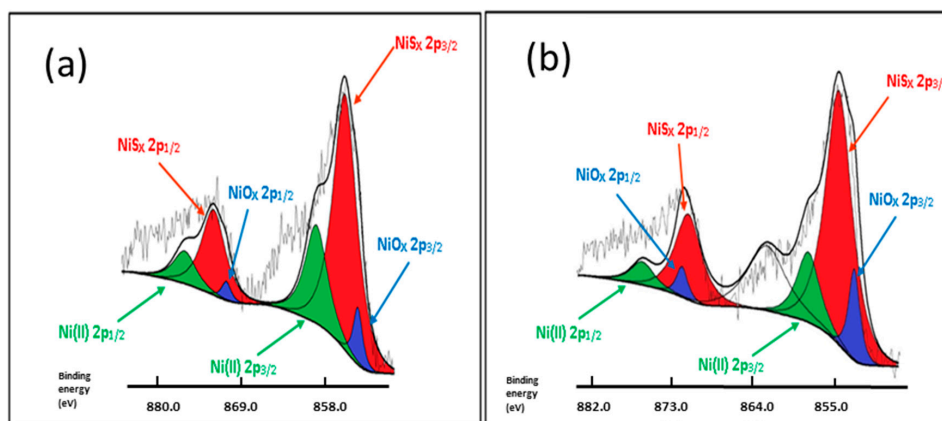 (a)
NiSx 2p3/2
NiSx 2p1/2
NiOx 2p1/2
NiOx 2p3/2
Ni(II) 2p1/2
Ni(II) 2p3/2
Binding
energy
(eV)
880.0 869.0 858.0
(b)
NiSx 2p3/
NiSx 2p1/2
NiOx 2p1/2
NiOx 2p3/2
Ni(II) 2p1/2
Ni(II) 2p3/2
Binding
energy
(eV)
882.0 873.0 864.0 855.0